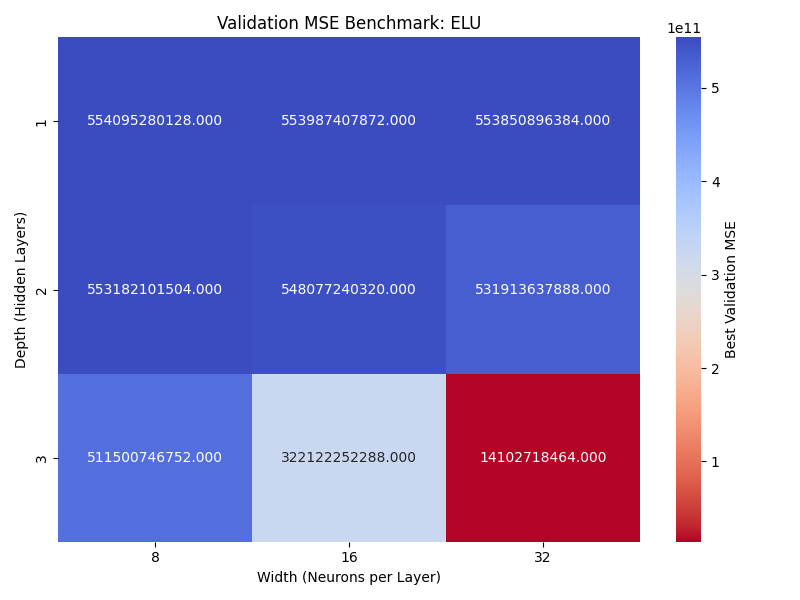 Validation MSE Benchmark: ELU
1e11
1
554095280128.000 553987407872.000 553850896384.000
2
553182101504.000 548077240320.000 531913637888.000
3
511500746752.000 322122252288.000 14102718464.000
8 16 32
Width (Neurons per Layer)
Depth (Hidden Layers)
5
4
3
2
1
Best Validation MSE